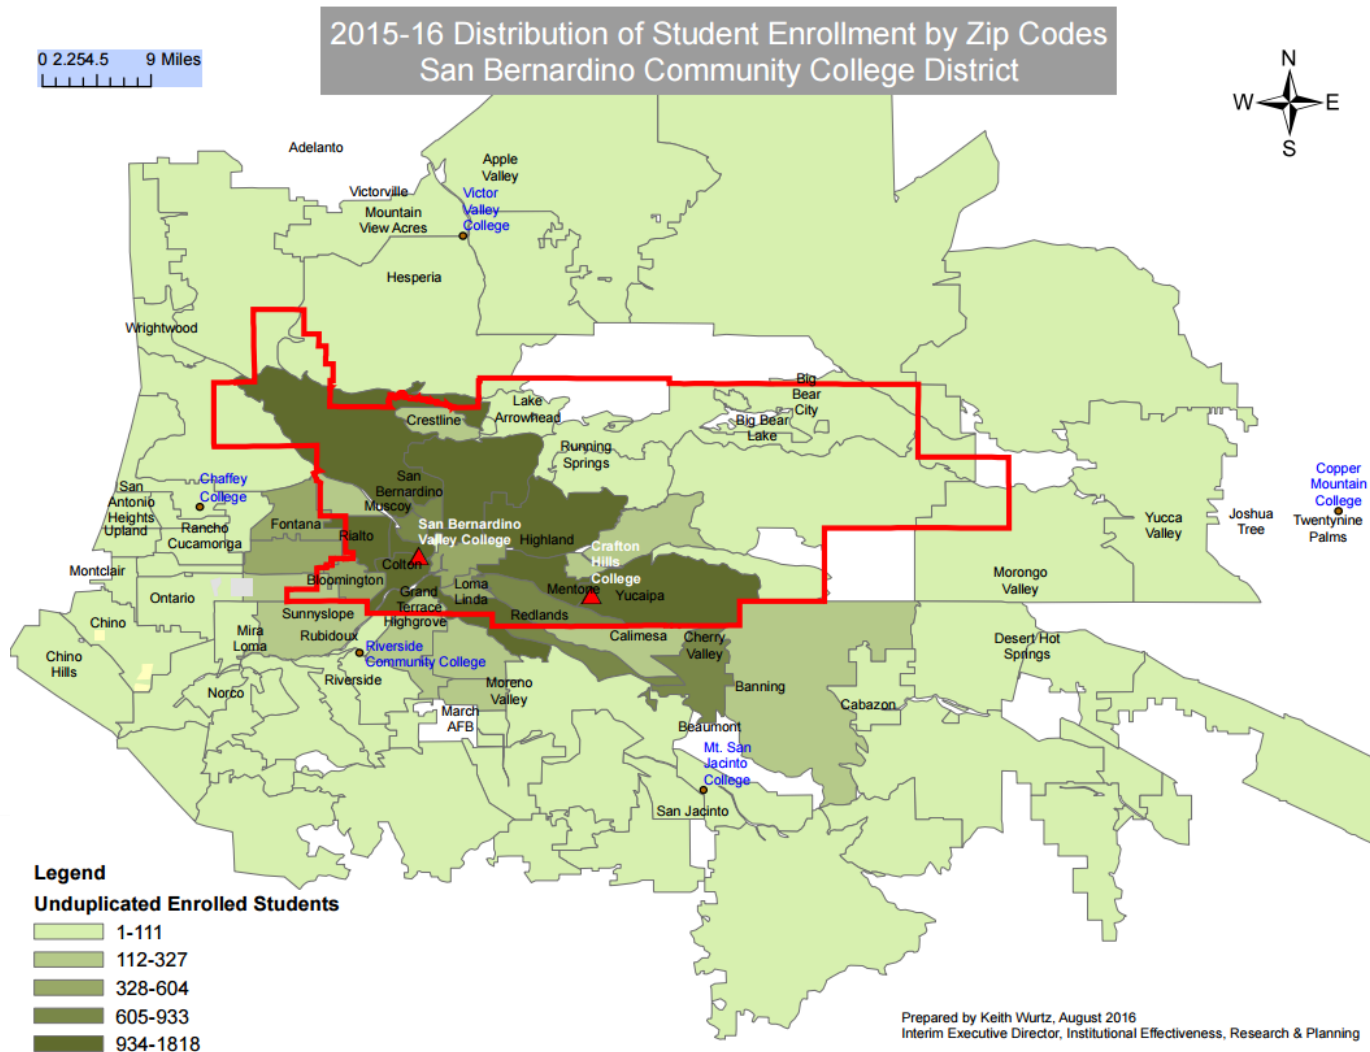 2015-16 Distribution of Student Enrollment by Zip Codes
San Bernardino Community College District
0 2.254.5 9 Miles
N
W E
S
Adelanto
Apple
Valley
Victorville
Victor
Valley
College
Mountain
View Acres
Hesperia
Wrightwood
Big
Bear
City
Lake
Arrowhead
Crestline
Big Bear
Lake
Running
Springs
San
Bernardino
Muscoy
Chaffey
College
San
Antonio
Heights
Upland
Rancho
Cucamonga
Fontana
Rialto
San Bernardino
Valley College
Highland
Crafton
Hills
College
Copper
Mountain
College
Twentynine
Palms
Joshua
Tree
Yucca
Valley
Montclair
Colton
Bloomington
Loma
Linda
Mentone
Yucaipa
Morongo
Valley
Ontario
Grand
Terrace
Chino
Sunnyslope
Highgrove
Redlands
Mira
Loma
Rubidoux
Calimesa
Cherry
Valley
Desert Hot
Springs
Chino
Hills
Riverside
Community College
Riverside
Norco
Moreno
Valley
Banning
Cabazon
March
AFB
Beaumont
Mt. San
Jacinto
College
San Jacinto
Legend
Unduplicated Enrolled Students
1-111
112-327
328-604
605-933
934-1818
Prepared by Keith Wurtz, August 2016
Interim Executive Director, Institutional Effectiveness, Research & Planning